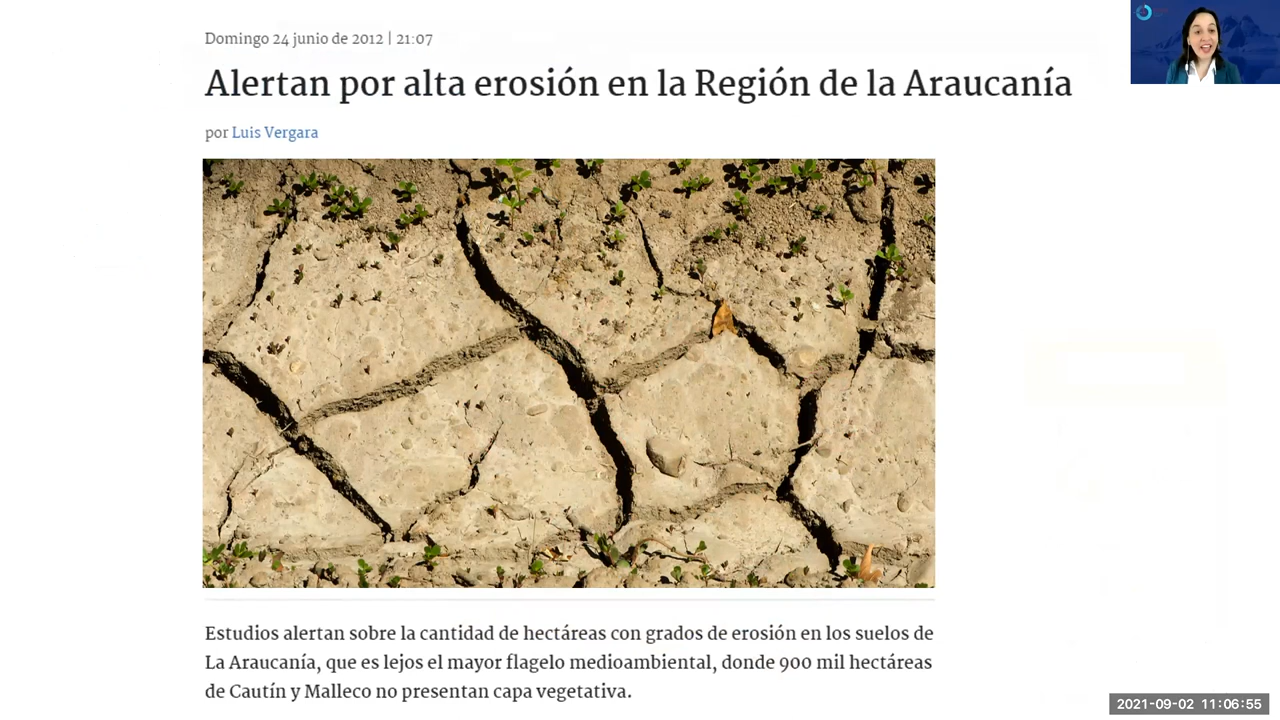 Domingo 24 junio de 2012 | 21:07
Alertan por alta erosión en la Región de la Araucanía
por Luis Vergara
Estudios alertan sobre la cantidad de hectáreas con grados de erosión en los suelos de
La Araucanía, que es lejos el mayor flagelo medioambiental, donde 900 mil hectáreas
de Cautín y Malleco no presentan capa vegetativa.
2021-09-02 11:06:55